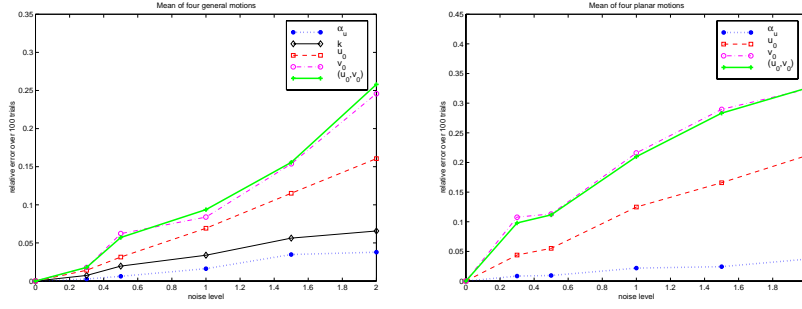 Mean of four general motions
relative error over 100 trials
0.35
0.3
0.25
0.2
0.15
0.1
0.05
0
0 0.2 0.4 0.6 0.8 1 1.2 1.4 1.6 1.8 2
noise level
α_u
k
u_0
v_0
(u_0,v_0)
Mean of four planar motions
relative error over 100 trials
0.45
0.4
0.35
0.3
0.25
0.2
0.15
0.1
0.05
0
0 0.2 0.4 0.6 0.8 1 1.2 1.4 1.6 1.8
noise level
α_u
u_0
v_0
(u_0,v_0)